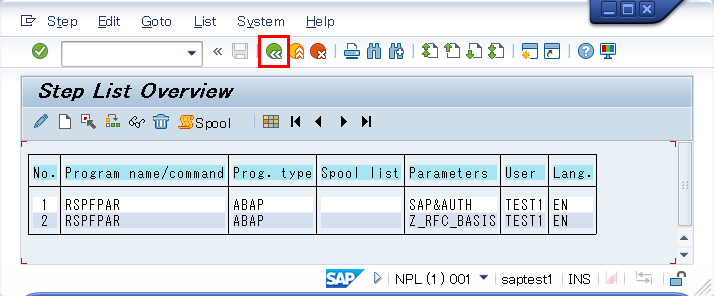 Step Edit Goto List System Help
Step List Overview
Spool
No. Program name/command Prog. type Spool list Parameters User Lang.
1 RSPFPAR ABAP SAP&AUTH TEST1 EN
2 RSPFPAR ABAP Z_RFC_BASIS TEST1 EN
SAP NPL (1) 001 saptest1 INS